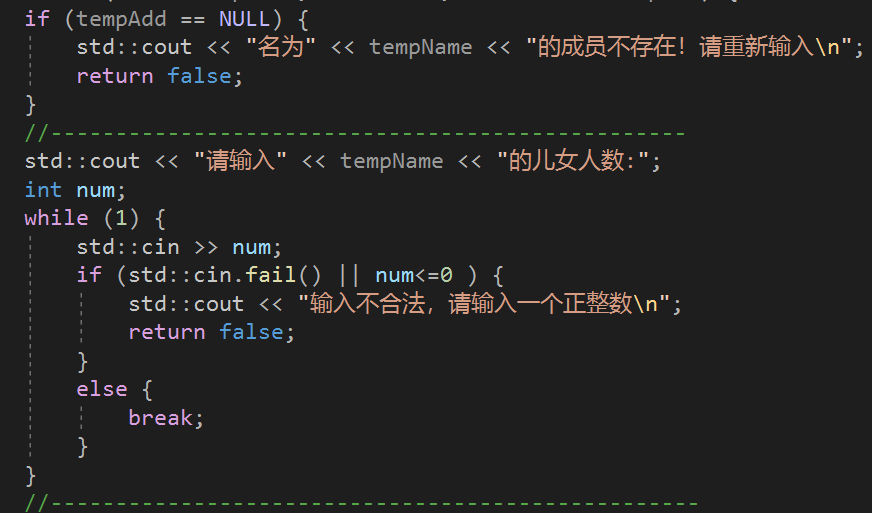 if (tempAdd == NULL) {
std::cout << "名为" << tempName << "的成员不存在！请重新输入\n";
return false;
}
//-------------------------------------------------
std::cout << "请输入" << tempName << "的儿女人数:";
int num;
while (1) {
std::cin >> num;
if (std::cin.fail() || num<=0 ) {
std::cout << "输入不合法，请输入一个正整数\n";
return false;
}
else {
break;
}
}
//--------------------------------------------------